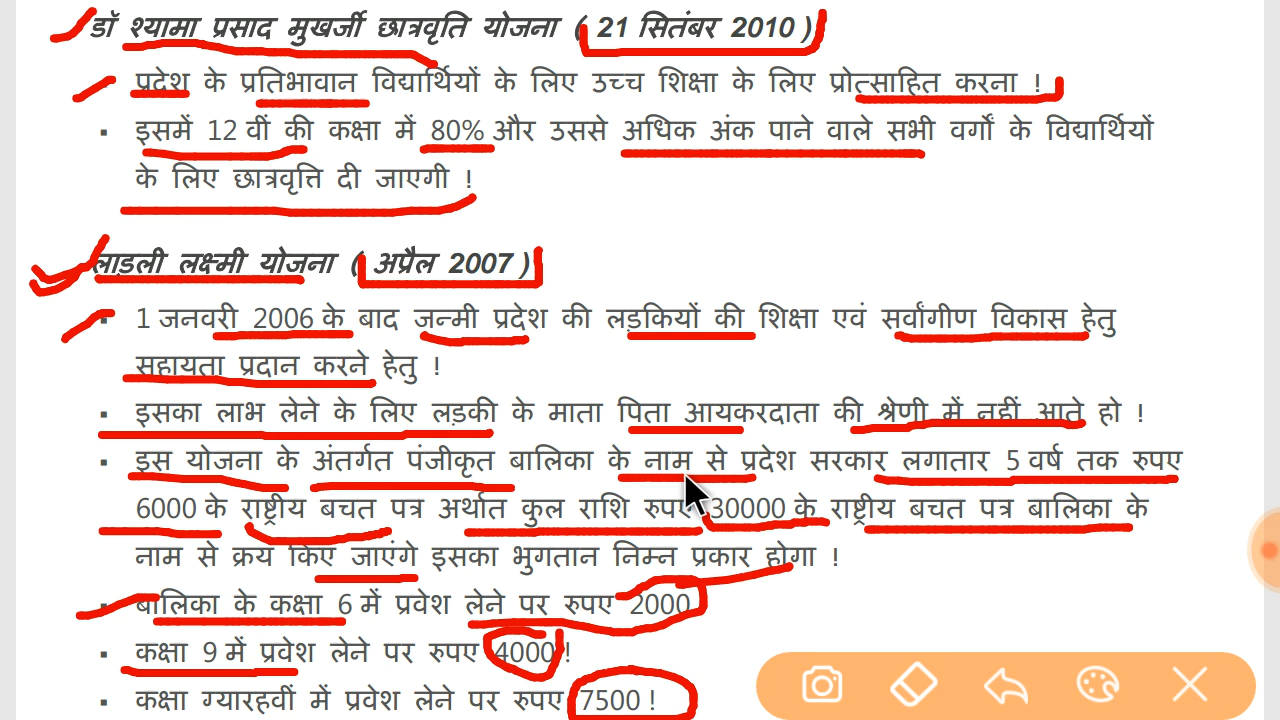 डॉ श्यामा प्रसाद मुखर्जी छात्रवृति योजना ( 21 सितंबर 2010 )
प्रदेश के प्रतिभावान विद्यार्थियों के लिए उच्च शिक्षा के लिए प्रोत्साहित करना !
▪ इसमें 12 वीं की कक्षा में 80% और उससे अधिक अंक पाने वाले सभी वर्गों के विद्यार्थियों
के लिए छात्रवृत्ति दी जाएगी !
लाड़ली लक्ष्मी योजना ( अप्रैल 2007 )
▪ 1 जनवरी 2006 के बाद जन्मी प्रदेश की लड़कियों की शिक्षा एवं सर्वांगीण विकास हेतु
सहायता प्रदान करने हेतु !
▪ इसका लाभ लेने के लिए लड़की के माता पिता आयकरदाता की श्रेणी में नहीं आते हो !
▪ इस योजना के अंतर्गत पंजीकृत बालिका के नाम से प्रदेश सरकार लगातार 5 वर्ष तक रुपए
6000 के राष्ट्रीय बचत पत्र अर्थात कुल राशि रुपए 30000 के राष्ट्रीय बचत पत्र बालिका के
नाम से क्रय किए जाएंगे इसका भुगतान निम्न प्रकार होगा !
▪ बालिका के कक्षा 6 में प्रवेश लेने पर रुपए 2000
▪ कक्षा 9 में प्रवेश लेने पर रुपए 4000 !
▪ कक्षा ग्यारहवीं में प्रवेश लेने पर रुपए 7500 !